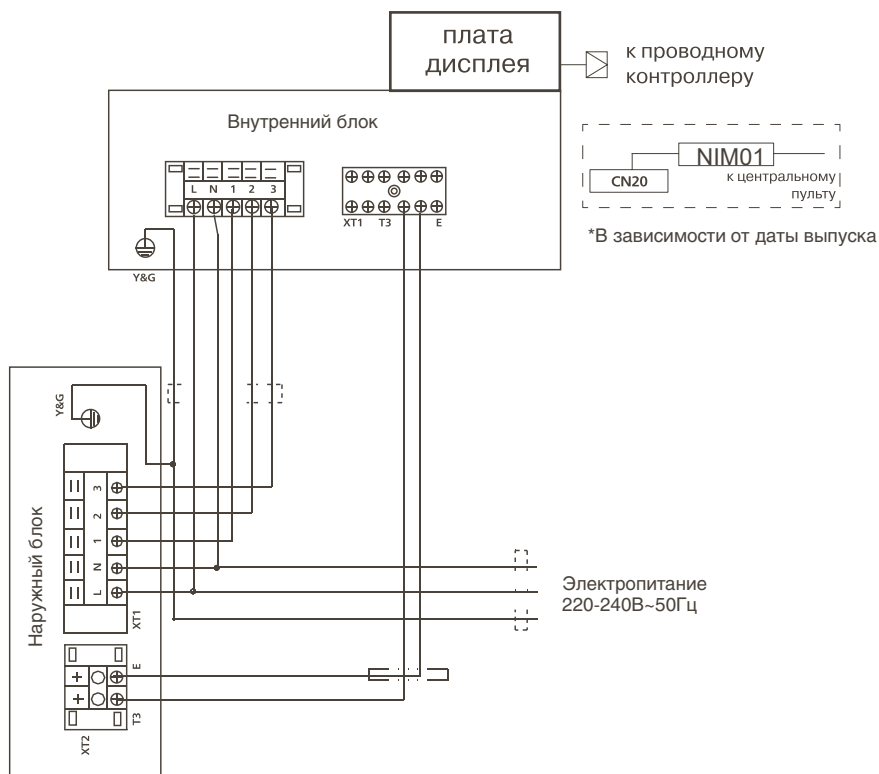 плата
дисплея
к проводному
контроллеру
Внутренний блок
L N 1 2 3
XT1 T3 E
Y&G
NIM01
CN20
к центральному
пульту
*В зависимости от даты выпуска
Наружный блок
Y&G
3
2
1
N
L
XT1
E
T3
XT2
Электропитание
220-240В~50Гц